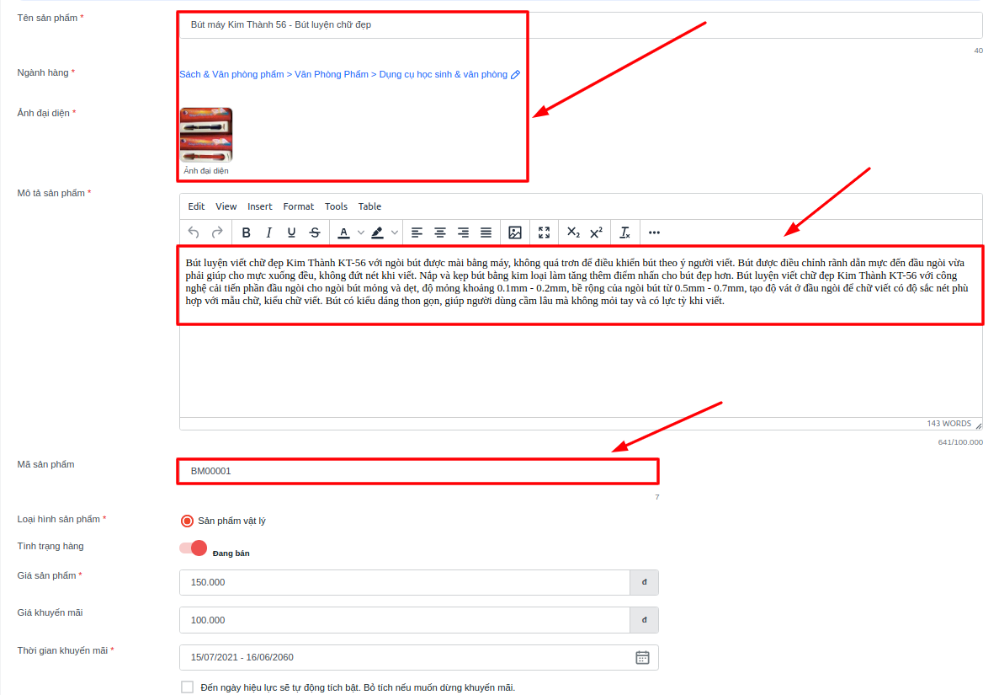 Tên sản phẩm *
Bút máy Kim Thành 56 - Bút luyện chữ đẹp
40
Ngành hàng *
Sách & Văn phòng phẩm > Văn Phòng Phẩm > Dụng cụ học sinh & văn phòng
Ảnh đại diện *
Ảnh đại diện
Mô tả sản phẩm *
Edit View Insert Format Tools Table
B I U S A X₂ X² Tx
Bút luyện viết chữ đẹp Kim Thành KT-56 với ngòi bút được mài bằng máy, không quá trơn để điều khiển bút theo ý người viết. Bút được điều chỉnh rãnh dẫn mực đến đầu ngòi vừa
phải giúp cho mực xuống đều, không đứt nét khi viết. Nắp và kẹp bút bằng kim loại làm tăng thêm điểm nhấn cho bút đẹp hơn. Bút luyện viết chữ đẹp Kim Thành KT-56 với công
nghệ cải tiến phần đầu ngòi cho ngòi bút mỏng và dẹt, độ mỏng khoảng 0.1mm - 0.2mm, bề rộng của ngòi bút từ 0.5mm - 0.7mm, tạo độ vát ở đầu ngòi để chữ viết có độ sắc nét phù
hợp với mẫu chữ, kiểu chữ viết. Bút có kiểu dáng thon gọn, giúp người dùng cầm lâu mà không mỏi tay và có lực tỳ khi viết.
143 WORDS
641/100.000
Mã sản phẩm
BM00001
7
Loại hình sản phẩm *
Sản phẩm vật lý
Tình trạng hàng
Đang bán
Giá sản phẩm *
150.000
đ
Giá khuyến mãi
100.000
đ
Thời gian khuyến mãi *
15/07/2021 - 16/06/2060
Đến ngày hiệu lực sẽ tự động tích bật. Bỏ tích nếu muốn dừng khuyến mãi.